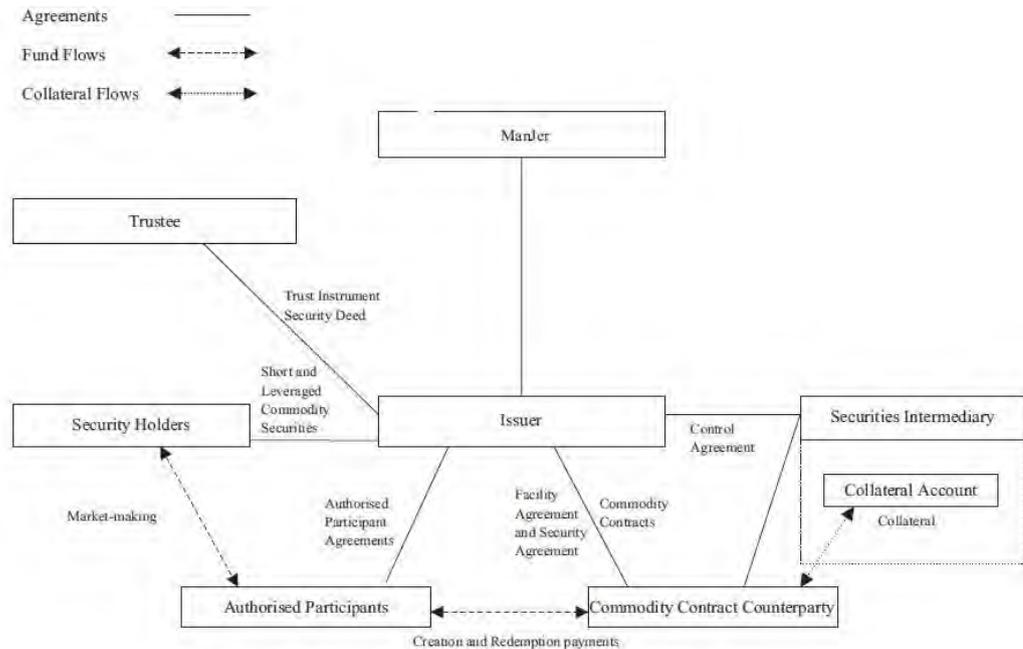 Agreements
Fund Flows
Collateral Flows
ManJer
Trustee
Trust Instrument
Security Deed
Short and
Leveraged
Commodity
Securities
Security Holders
Issuer
Securities Intermediary
Control
Agreement
Collateral Account
Collateral
Market-making
Authorised
Participant
Agreements
Facility
Agreement
and Security
Agreement
Commodity
Contracts
Authorised Participants
Commodity Contract Counterparty
Creation and Redemption payments